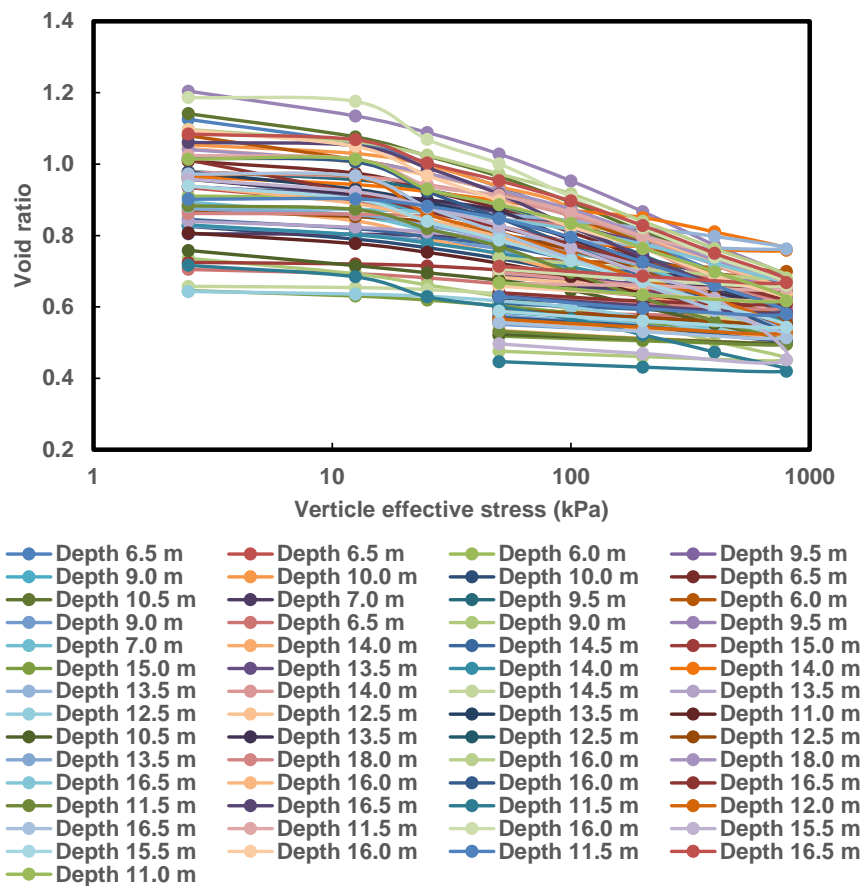 1.4
1.2
1.0
0.8
0.6
0.4
0.2
Void ratio
1 10 100 1000
Verticle effective stress (kPa)
Depth 6.5 m Depth 6.5 m Depth 6.0 m Depth 9.5 m
Depth 9.0 m Depth 10.0 m Depth 10.0 m Depth 6.5 m
Depth 10.5 m Depth 7.0 m Depth 9.5 m Depth 6.0 m
Depth 9.0 m Depth 6.5 m Depth 9.0 m Depth 9.5 m
Depth 7.0 m Depth 14.0 m Depth 14.5 m Depth 15.0 m
Depth 15.0 m Depth 13.5 m Depth 14.0 m Depth 14.0 m
Depth 13.5 m Depth 14.0 m Depth 14.5 m Depth 13.5 m
Depth 12.5 m Depth 12.5 m Depth 13.5 m Depth 11.0 m
Depth 10.5 m Depth 13.5 m Depth 12.5 m Depth 12.5 m
Depth 13.5 m Depth 18.0 m Depth 16.0 m Depth 18.0 m
Depth 16.5 m Depth 16.0 m Depth 16.0 m Depth 16.5 m
Depth 11.5 m Depth 16.5 m Depth 11.5 m Depth 12.0 m
Depth 16.5 m Depth 11.5 m Depth 16.0 m Depth 15.5 m
Depth 15.5 m Depth 16.0 m Depth 11.5 m Depth 16.5 m
Depth 11.0 m